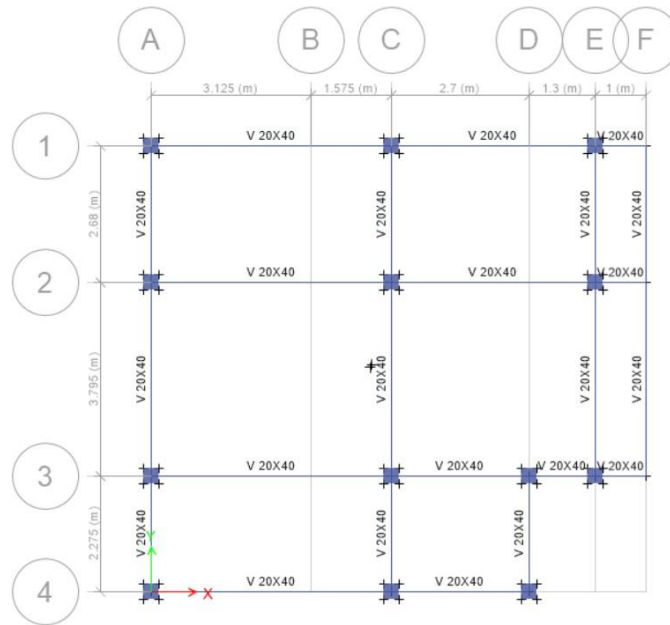 A B C D E F
3.125 (m) 1.575 (m) 2.7 (m) 1.3 (m) 1 (m)
1 V 20X40 V 20X40 V 20X40
2.68 (m) V 20X40 V 20X40 V 20X40 V 20X40
2 V 20X40 V 20X40 V 20X40
3.795 (m) V 20X40 V 20X40 V 20X40 V 20X40
3 V 20X40 V 20X40 V 20X40 V 20X40
2.275 (m) V 20X40 V 20X40 V 20X40
Y
X
4 V 20X40 V 20X40